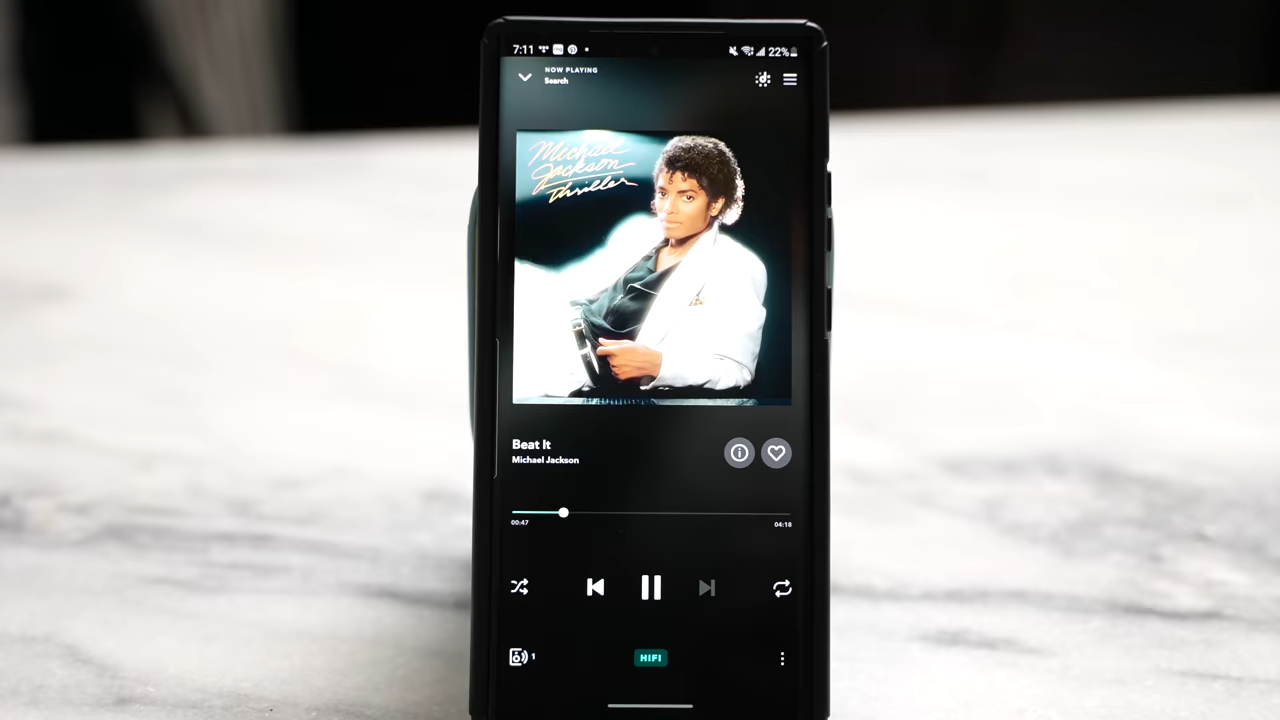 7:11 22%
NOW PLAYING
Search
Michael
Jackson
Thriller
Beat It
Michael Jackson
00:47 04:18
1 HIFI